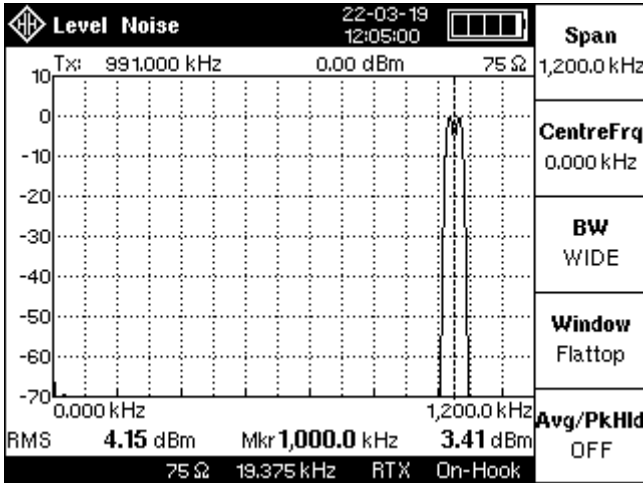 Level Noise
22-03-19
12:05:00
Tx: 991.000 kHz 0.00 dBm 75 Ω
10
0
-10
-20
-30
-40
-50
-60
-70
0.000 kHz 1,200.0 kHz
RMS 4.15 dBm Mkr 1,000.0 kHz 3.41 dBm
75 Ω 19.375 kHz RTX On-Hook
Span
1,200.0 kHz
CentreFrq
0.000 kHz
BW
WIDE
Window
Flattop
Avg/PkHld
OFF